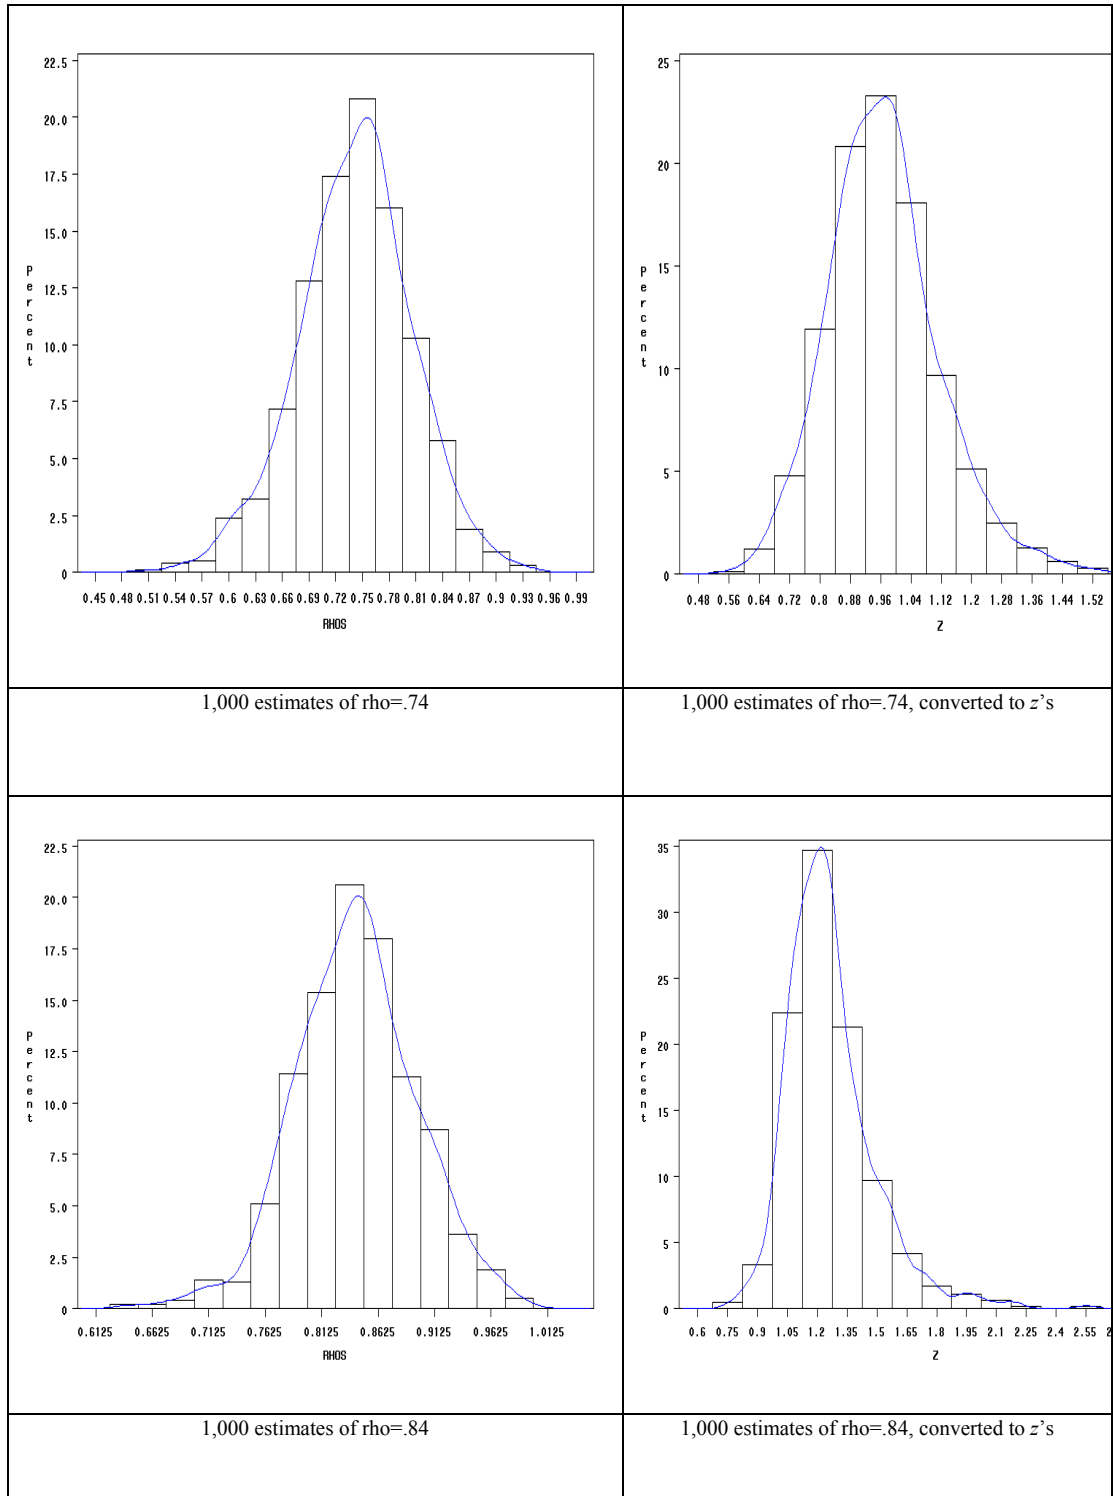 22.5
20.0
17.5
15.0
12.5
10.0
7.5
5.0
2.5
0
Percent
0.45 0.48 0.51 0.54 0.57 0.6 0.63 0.66 0.69 0.72 0.75 0.78 0.81 0.84 0.87 0.9 0.93 0.96 0.99
RHOS
25
20
15
10
5
0
Percent
0.48 0.56 0.64 0.72 0.8 0.88 0.96 1.04 1.12 1.2 1.28 1.36 1.44 1.52
Z
1,000 estimates of rho=.74
1,000 estimates of rho=.74, converted to z’s
22.5
20.0
17.5
15.0
12.5
10.0
7.5
5.0
2.5
0
Percent
0.6125 0.6625 0.7125 0.7625 0.8125 0.8625 0.9125 0.9625 1.0125
RHOS
35
30
25
20
15
10
5
0
Percent
0.6 0.75 0.9 1.05 1.2 1.35 1.5 1.65 1.8 1.95 2.1 2.25 2.4 2.55
Z
1,000 estimates of rho=.84
1,000 estimates of rho=.84, converted to z’s